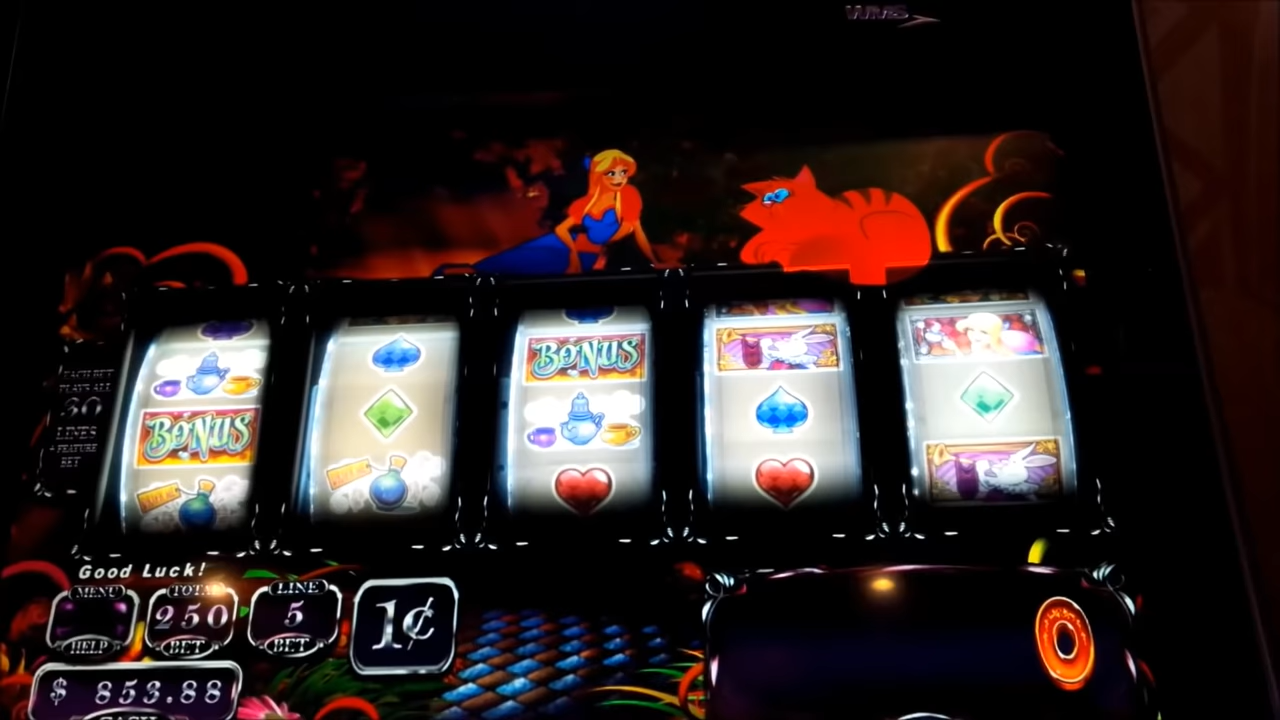 WMS
BONUS
BONUS
EACH BET
PLAYS ALL
30
LINES
+ FEATURE
BET
Good Luck!
MENU
HELP
TOTAL
250
BET
LINE
5
BET
1¢
$ 853.88
CASH